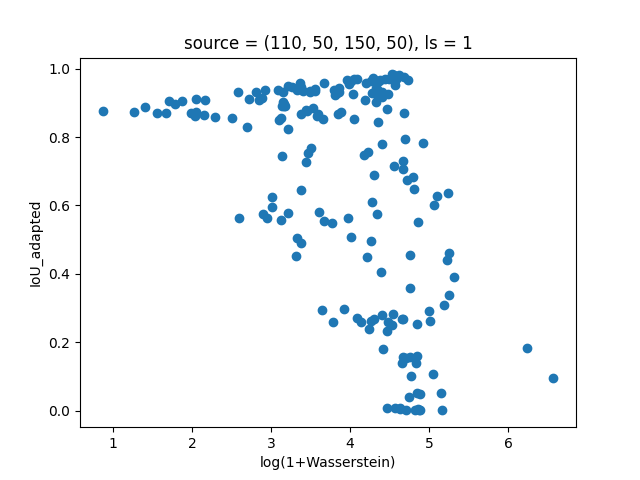 source = (110, 50, 150, 50), ls = 1
1.0
0.8
0.6
0.4
0.2
0.0
IoU_adapted
1 2 3 4 5 6
log(1+Wasserstein)